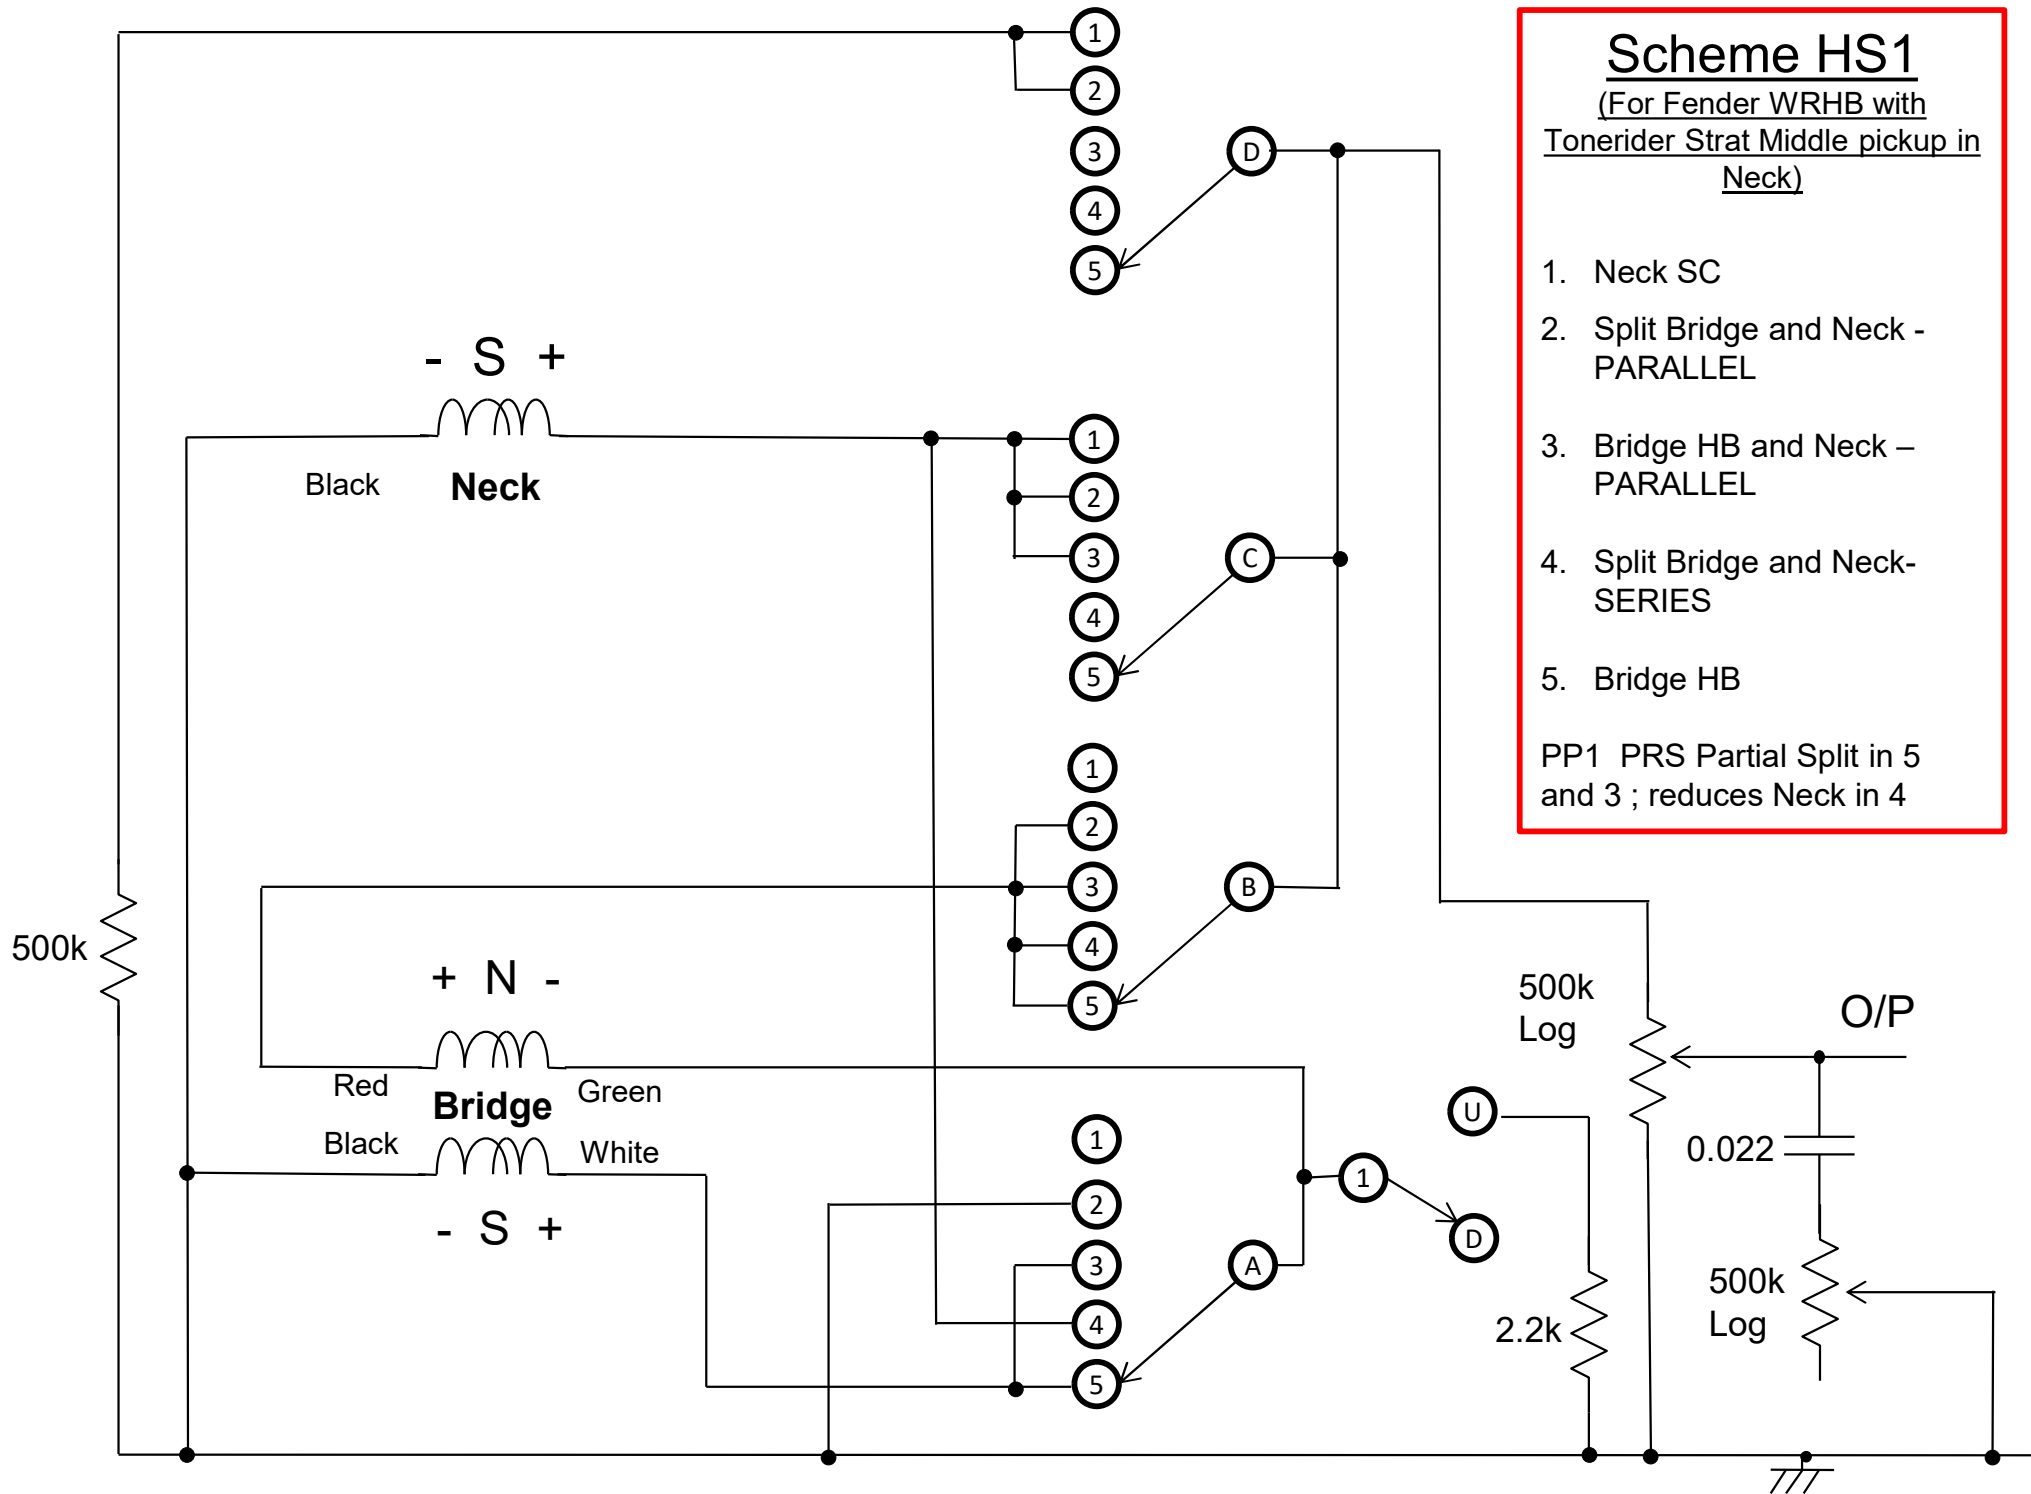 Scheme HS1
(For Fender WRHB with
Tonerider Strat Middle pickup in
Neck)
1. Neck SC
2. Split Bridge and Neck -
PARALLEL
3. Bridge HB and Neck –
PARALLEL
4. Split Bridge and Neck-
SERIES
5. Bridge HB
PP1 PRS Partial Split in 5
and 3 ; reduces Neck in 4
1
2
3
D
4
5
- S +
Black
Neck
1
2
3
C
4
5
1
2
3
B
4
5
500k
+ N -
Red
Green
Bridge
Black
White
- S +
1
2
3
A
4
5
1
U
D
2.2k
500k
Log
O/P
0.022
500k
Log